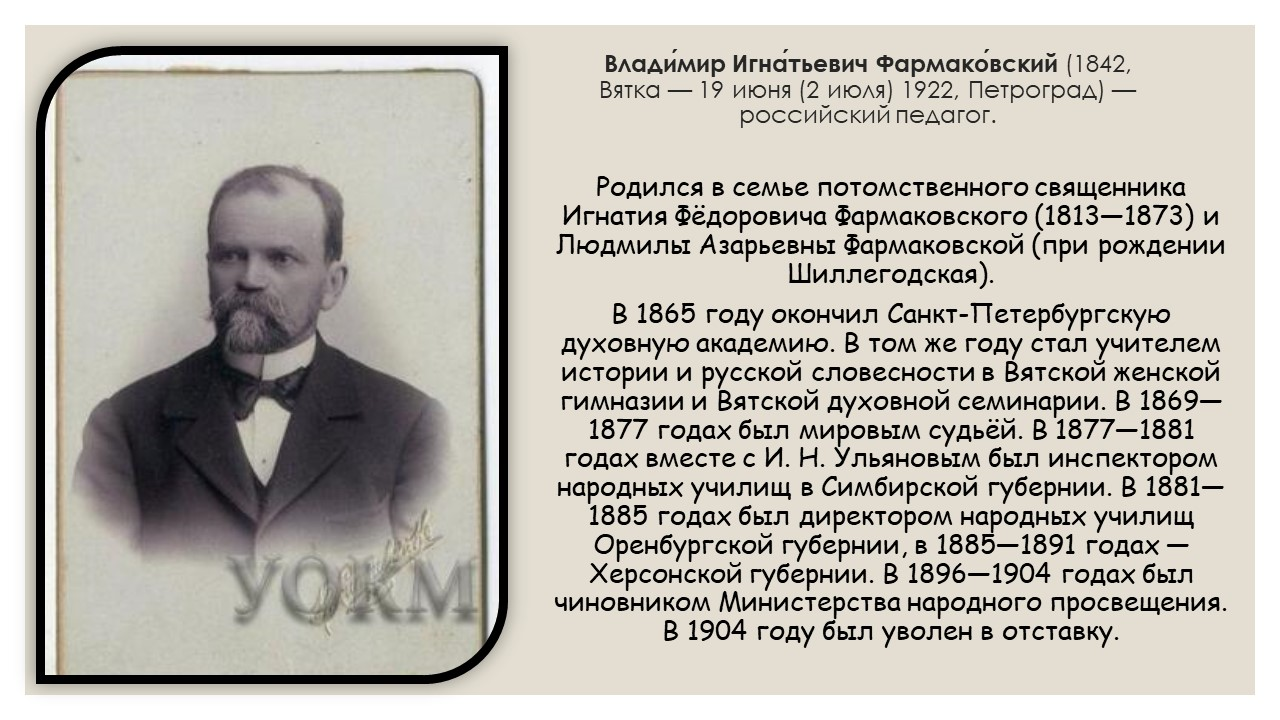 Влади́мир Игна́тьевич Фармако́вский (1842,
Вятка — 19 июня (2 июля) 1922, Петроград) —
российский педагог.
Родился в семье потомственного священника
Игнатия Фёдоровича Фармаковского (1813—1873) и
Людмилы Азарьевны Фармаковской (при рождении
Шиллегодская).
В 1865 году окончил Санкт-Петербургскую
духовную академию. В том же году стал учителем
истории и русской словесности в Вятской женской
гимназии и Вятской духовной семинарии. В 1869—
1877 годах был мировым судьёй. В 1877—1881
годах вместе с И. Н. Ульяновым был инспектором
народных училищ в Симбирской губернии. В 1881—
1885 годах был директором народных училищ
Оренбургской губернии, в 1885—1891 годах —
Херсонской губернии. В 1896—1904 годах был
чиновником Министерства народного просвещения.
В 1904 году был уволен в отставку.
УОКМ